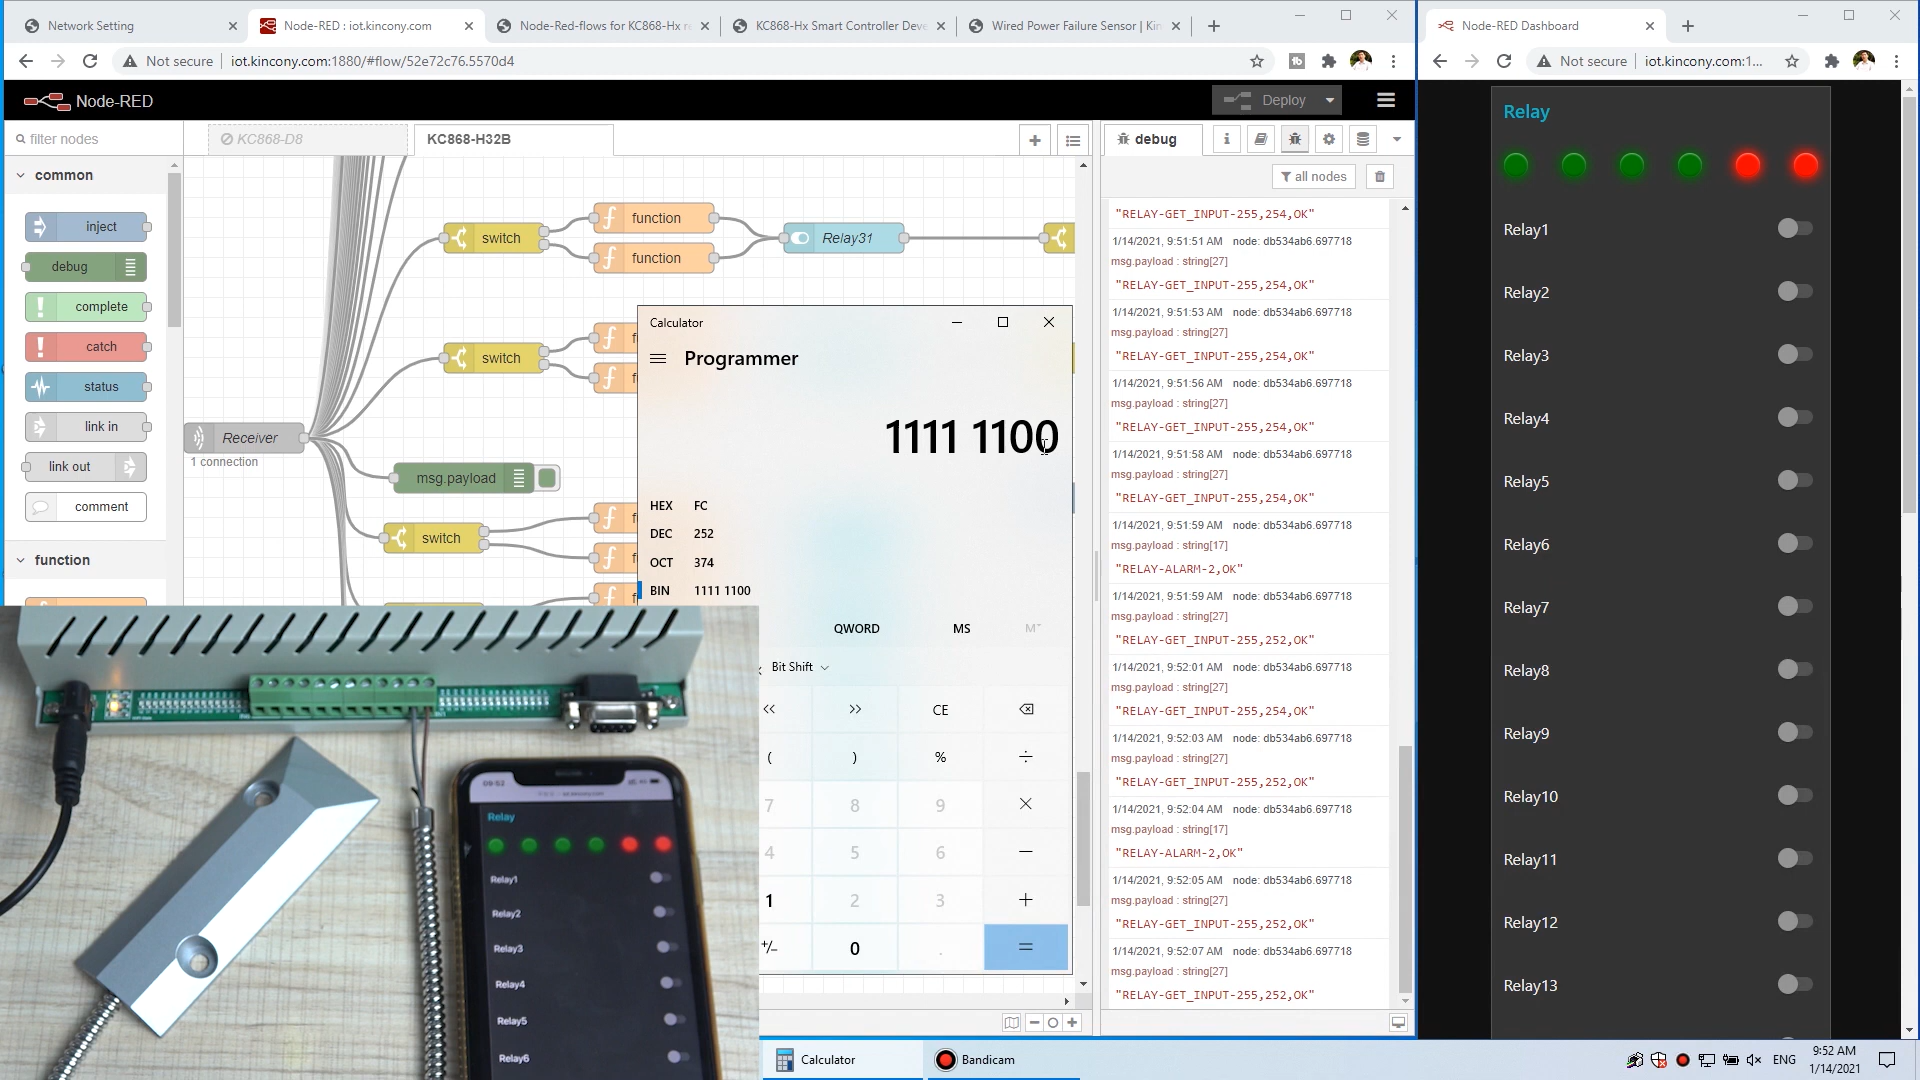 Network Setting
Node-RED : iot.kincony.com
Node-Red-flows for KC868-Hx re
KC868-Hx Smart Controller Deve
Wired Power Failure Sensor | Kin
Node-RED Dashboard
Not secure
iot.kincony.com:1880/#flow/52e72c76.5570d4
Not secure
iot.kincony.com:1...
Node-RED
Deploy
filter nodes
KC868-D8
KC868-H32B
debug
all nodes
common
inject
debug
complete
catch
status
link in
link out
comment
function
switch
function
function
Relay31
switch
Receiver
1 connection
msg.payload
switch
Calculator
Programmer
1111 1100
HEX FC
DEC 252
OCT 374
BIN 1111 1100
QWORD
MS
Bit Shift
<<
>>
CE
(
)
%
÷
7
8
9
×
4
5
6
−
1
2
3
+
+/−
0
.
=
"RELAY-GET_INPUT-255,254,OK"
1/14/2021, 9:51:51 AM node: db534ab6.697718
msg.payload : string[27]
"RELAY-GET_INPUT-255,254,OK"
1/14/2021, 9:51:53 AM node: db534ab6.697718
msg.payload : string[27]
"RELAY-GET_INPUT-255,254,OK"
1/14/2021, 9:51:56 AM node: db534ab6.697718
msg.payload : string[27]
"RELAY-GET_INPUT-255,254,OK"
1/14/2021, 9:51:58 AM node: db534ab6.697718
msg.payload : string[27]
"RELAY-GET_INPUT-255,254,OK"
1/14/2021, 9:51:59 AM node: db534ab6.697718
msg.payload : string[17]
"RELAY-ALARM-2,OK"
1/14/2021, 9:51:59 AM node: db534ab6.697718
msg.payload : string[27]
"RELAY-GET_INPUT-255,252,OK"
1/14/2021, 9:52:01 AM node: db534ab6.697718
msg.payload : string[27]
"RELAY-GET_INPUT-255,254,OK"
1/14/2021, 9:52:03 AM node: db534ab6.697718
msg.payload : string[27]
"RELAY-GET_INPUT-255,252,OK"
1/14/2021, 9:52:04 AM node: db534ab6.697718
msg.payload : string[17]
"RELAY-ALARM-2,OK"
1/14/2021, 9:52:05 AM node: db534ab6.697718
msg.payload : string[27]
"RELAY-GET_INPUT-255,252,OK"
1/14/2021, 9:52:07 AM node: db534ab6.697718
msg.payload : string[27]
"RELAY-GET_INPUT-255,252,OK"
Relay
Relay1
Relay2
Relay3
Relay4
Relay5
Relay6
Relay7
Relay8
Relay9
Relay10
Relay11
Relay12
Relay13
09:52
Relay
Relay1
Relay2
Relay3
Relay4
Relay5
Relay6
Calculator
Bandicam
ENG
9:52 AM
1/14/2021